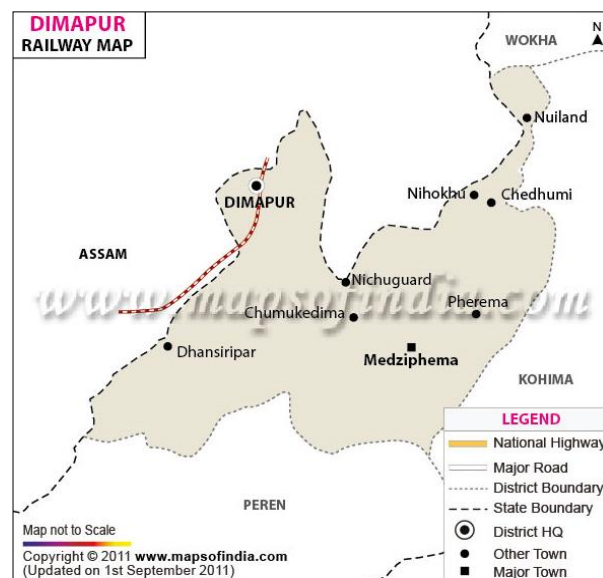 DIMAPUR
RAILWAY MAP
WOKHA
N
Nuiland
Nihokhu
Chedhumi
DIMAPUR
ASSAM
Nichuguard
www.mapsofindia.com
Chumukedima
Pherema
Dhansiripar
Medziphema
KOHIMA
PEREN
LEGEND
National Highway
Major Road
District Boundary
State Boundary
District HQ
Other Town
Major Town
Map not to Scale
Copyright © 2011 www.mapsofindia.com
(Updated on 1st September 2011)